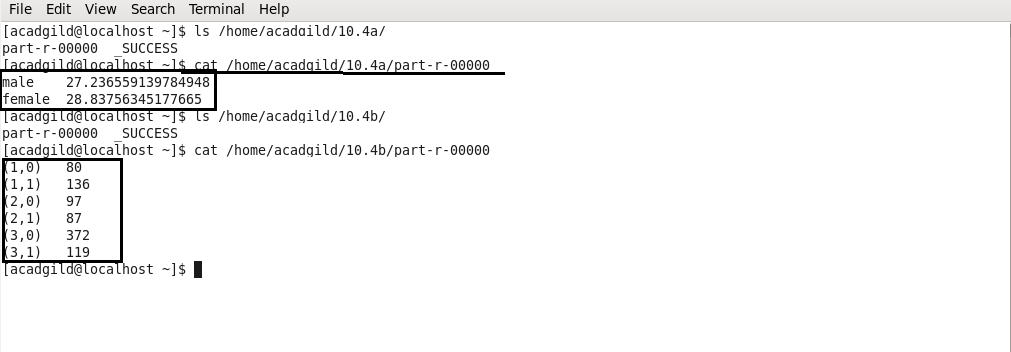 File Edit View Search Terminal Help
[acadgild@localhost ~]$ ls /home/acadgild/10.4a/
part-r-00000  _SUCCESS
[acadgild@localhost ~]$ cat /home/acadgild/10.4a/part-r-00000
male    27.236559139784948
female  28.83756345177665
[acadgild@localhost ~]$ ls /home/acadgild/10.4b/
part-r-00000  _SUCCESS
[acadgild@localhost ~]$ cat /home/acadgild/10.4b/part-r-00000
(1,0)   80
(1,1)   136
(2,0)   97
(2,1)   87
(3,0)   372
(3,1)   119
[acadgild@localhost ~]$